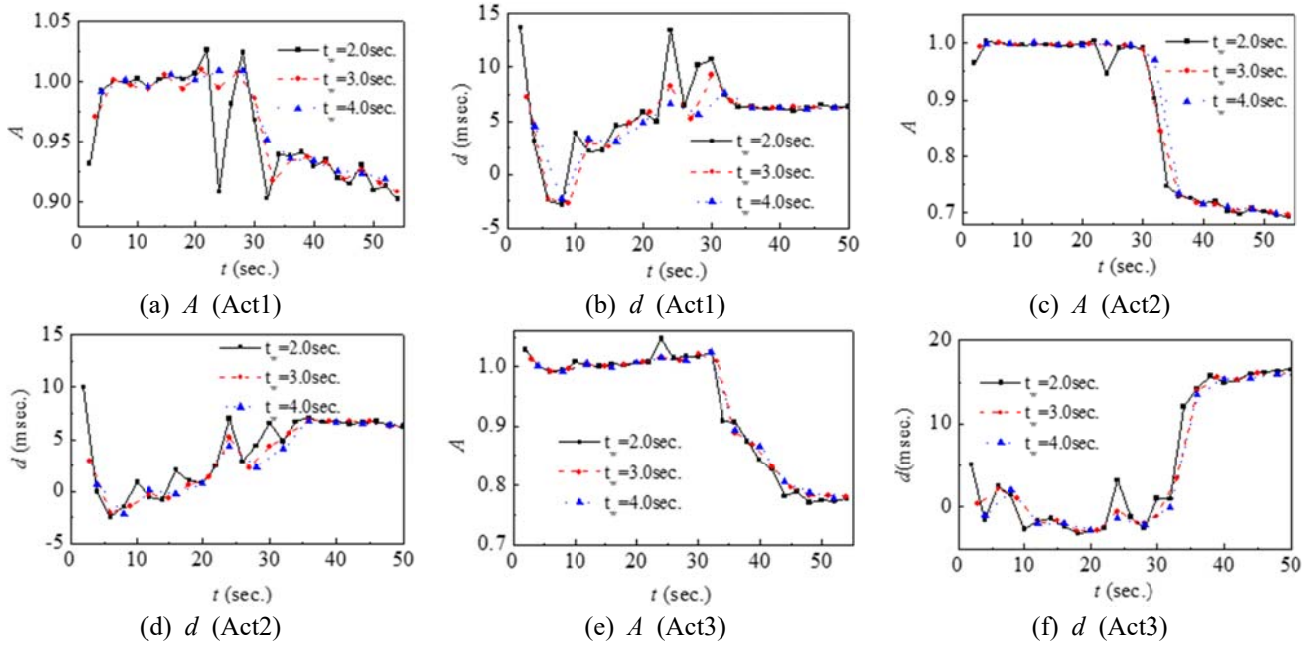 1.05
1.00
0.95
0.90
A
t_w=2.0sec.
t_w=3.0sec.
t_w=4.0sec.
0 10 20 30 40 50
t (sec.)
(a) A (Act1)
15
10
5
0
-5
d (msec.)
t_w=2.0sec.
t_w=3.0sec.
t_w=4.0sec.
0 10 20 30 40 50
t (sec.)
(b) d (Act1)
1.0
0.9
0.8
0.7
A
t_w=2.0sec.
t_w=3.0sec.
t_w=4.0sec.
0 10 20 30 40 50
t (sec.)
(c) A (Act2)
15
10
5
0
-5
d (msec.)
t_w=2.0sec.
t_w=3.0sec.
t_w=4.0sec.
0 10 20 30 40 50
t (sec.)
(d) d (Act2)
1.0
0.9
0.8
0.7
A
t_w=2.0sec.
t_w=3.0sec.
t_w=4.0sec.
0 10 20 30 40 50
t (sec.)
(e) A (Act3)
20
10
0
d(msec.)
t_w=2.0sec.
t_w=3.0sec.
t_w=4.0sec.
0 10 20 30 40 50
t (sec.)
(f) d (Act3)